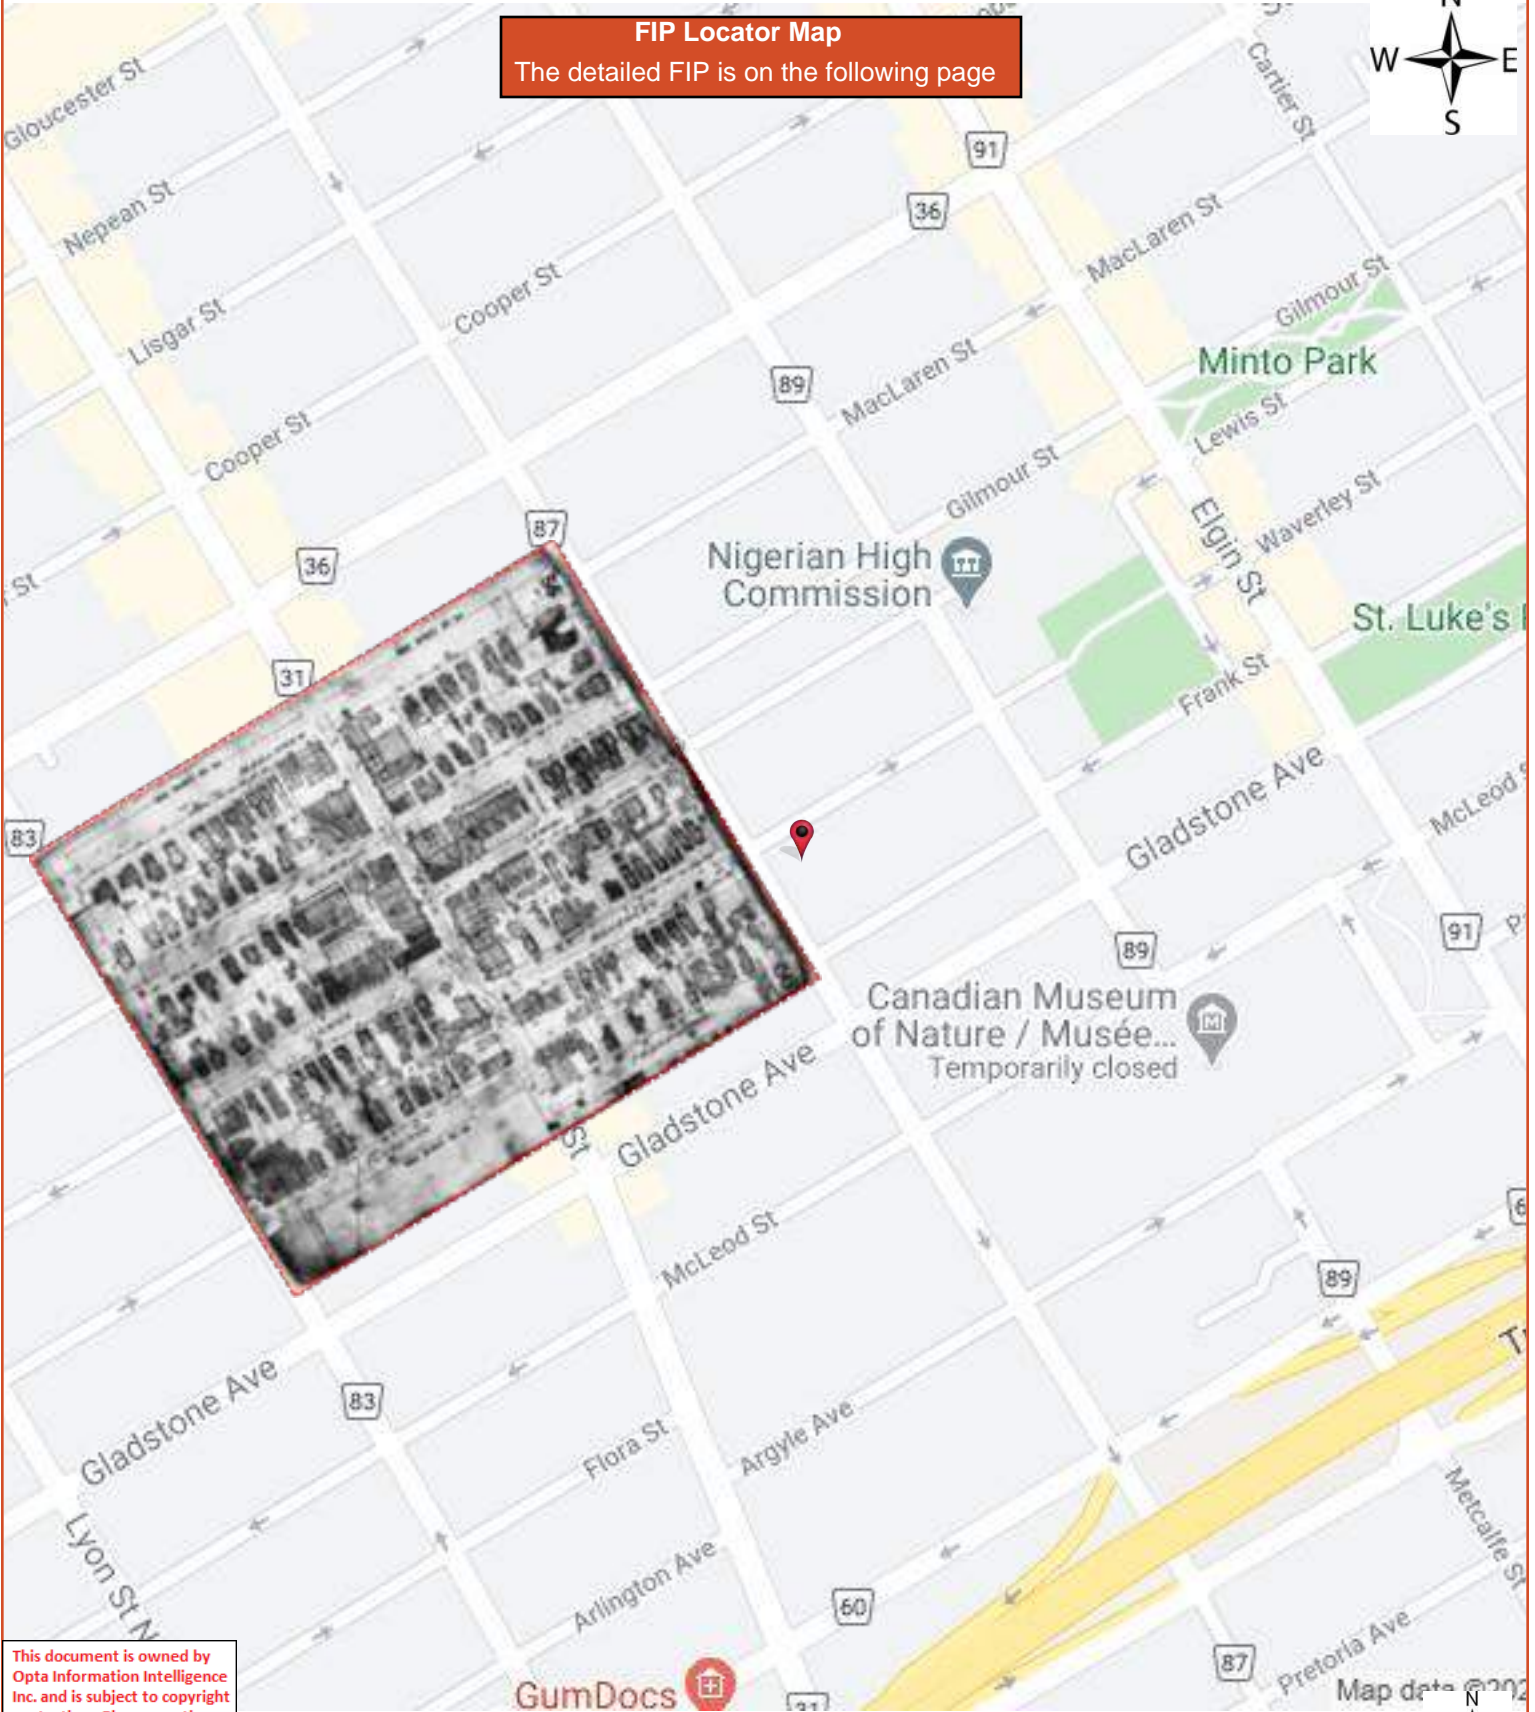 FIP Locator Map
The detailed FIP is on the following page
N
W
E
S
Gloucester St
Nepean St
Lisgar St
Cooper St
Cooper St
Cartier St
91
36
MacLaren St
Gilmour St
Minto Park
Lewis St
89
MacLaren St
Gilmour St
Waverley St
Elgin St
87
36
St
Nigerian High
Commission
St. Luke's
Frank St
31
Gladstone Ave
McLeod
83
89
91
Canadian Museum
of Nature / Musée...
Temporarily closed
St
Gladstone Ave
McLeod St
89
Gladstone Ave
83
Flora St
Argyle Ave
Lyon St N
Metcalfe St
Arlington Ave
60
87
Pretoria Ave
31
GumDocs
Map data ©202
N
This document is owned by
Opta Information Intelligence
Inc. and is subject to copyright